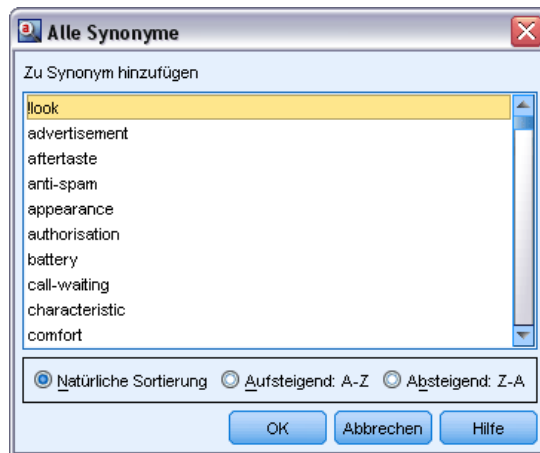 Alle Synonyme
Zu Synonym hinzufügen
!look
advertisement
aftertaste
anti-spam
appearance
authorisation
battery
call-waiting
characteristic
comfort
Natürliche Sortierung Aufsteigend: A-Z Absteigend: Z-A
OK Abbrechen Hilfe